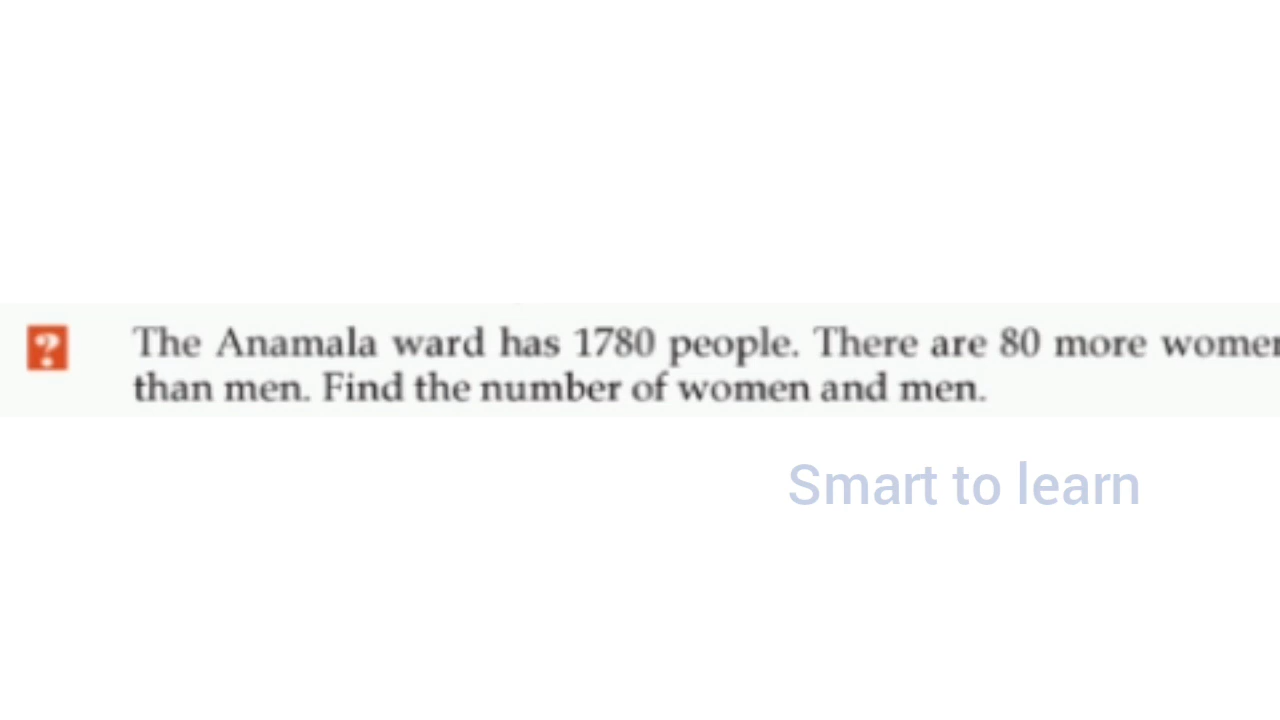 ?
The Anamala ward has 1780 people. There are 80 more women
than men. Find the number of women and men.
Smart to learn